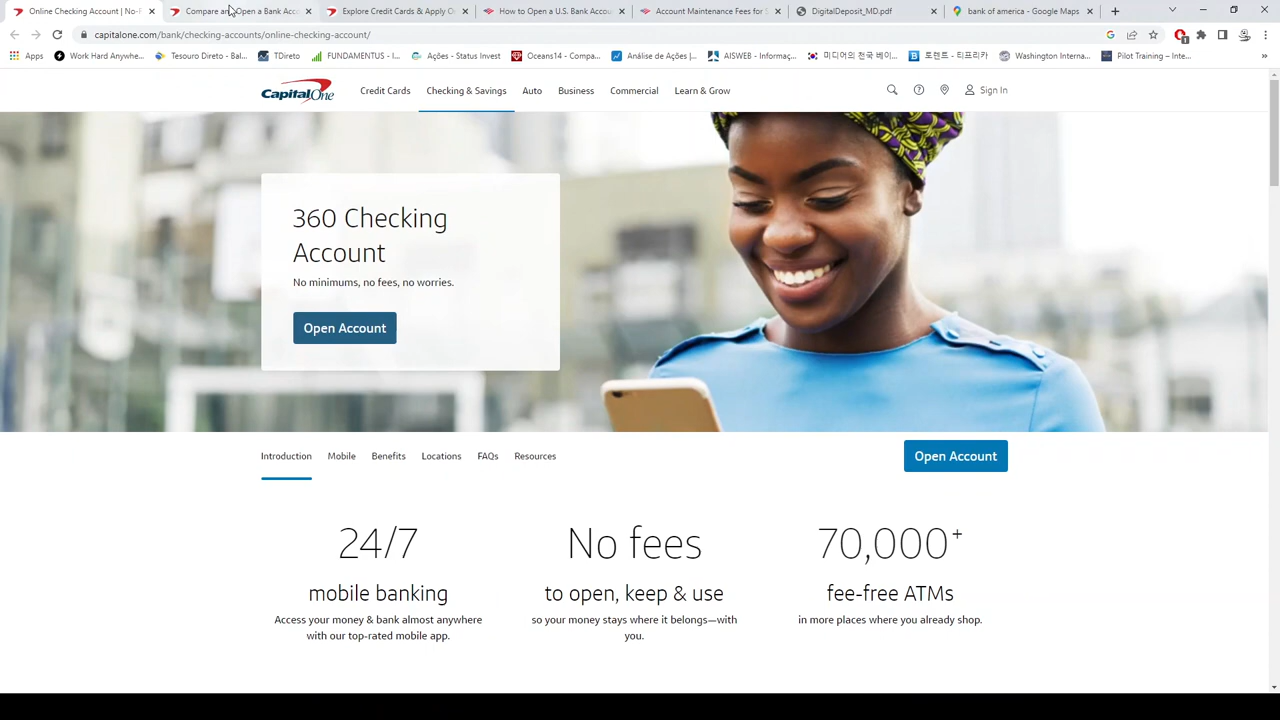 Online Checking Account | No-F
Compare and Open a Bank Acco
Explore Credit Cards & Apply On
How to Open a U.S. Bank Accoun
Account Maintenance Fees for S
DigitalDeposit_MD.pdf
bank of america - Google Maps
capitalone.com/bank/checking-accounts/online-checking-account/
Apps
Work Hard Anywhe...
Tesouro Direto - Bal...
TDireto
FUNDAMENTUS - I...
Ações - Status Invest
Oceans14 - Compa...
Análise de Ações |...
AISWEB - Informaç...
미디어의 천국 베이...
토렌트 - 티프리카
Washington Interna...
Pilot Training – Inte...
Capital One
Credit Cards
Checking & Savings
Auto
Business
Commercial
Learn & Grow
Sign In
360 Checking
Account
No minimums, no fees, no worries.
Open Account
Introduction
Mobile
Benefits
Locations
FAQs
Resources
Open Account
24/7
mobile banking
Access your money & bank almost anywhere
with our top-rated mobile app.
No fees
to open, keep & use
so your money stays where it belongs—with
you.
70,000+
fee-free ATMs
in more places where you already shop.